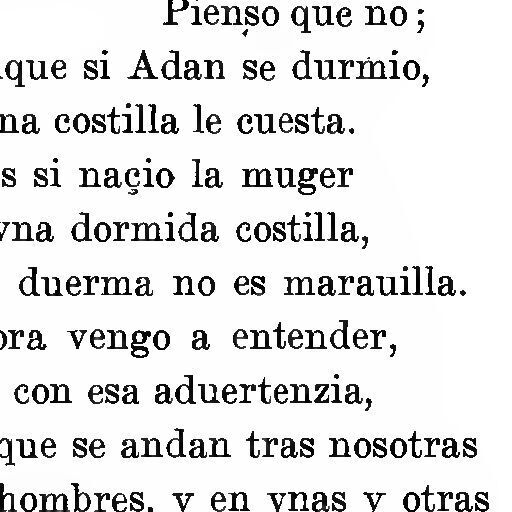 Pienso que no;
que si Adan se durmio,
na costilla le cuesta.
s si naçio la muger
vna dormida costilla,
duerma no es marauilla.
ora vengo a entender,
con esa aduertenzia,
que se andan tras nosotras
hombres, y en vnas y otras